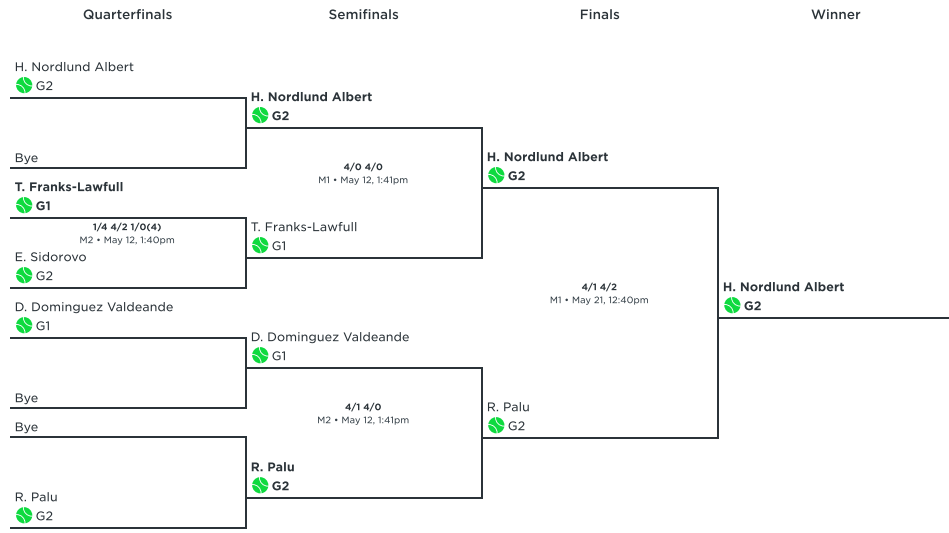 Quarterfinals
Semifinals
Finals
Winner
H. Nordlund Albert
G2
Bye
T. Franks-Lawfull
G1
1/4 4/2 1/0(4)
M2 • May 12, 1:40pm
E. Sidorovo
G2
D. Dominguez Valdeande
G1
Bye
Bye
R. Palu
G2
H. Nordlund Albert
G2
4/0 4/0
M1 • May 12, 1:41pm
T. Franks-Lawfull
G1
D. Dominguez Valdeande
G1
4/1 4/0
M2 • May 12, 1:41pm
R. Palu
G2
H. Nordlund Albert
G2
4/1 4/2
M1 • May 21, 12:40pm
R. Palu
G2
H. Nordlund Albert
G2